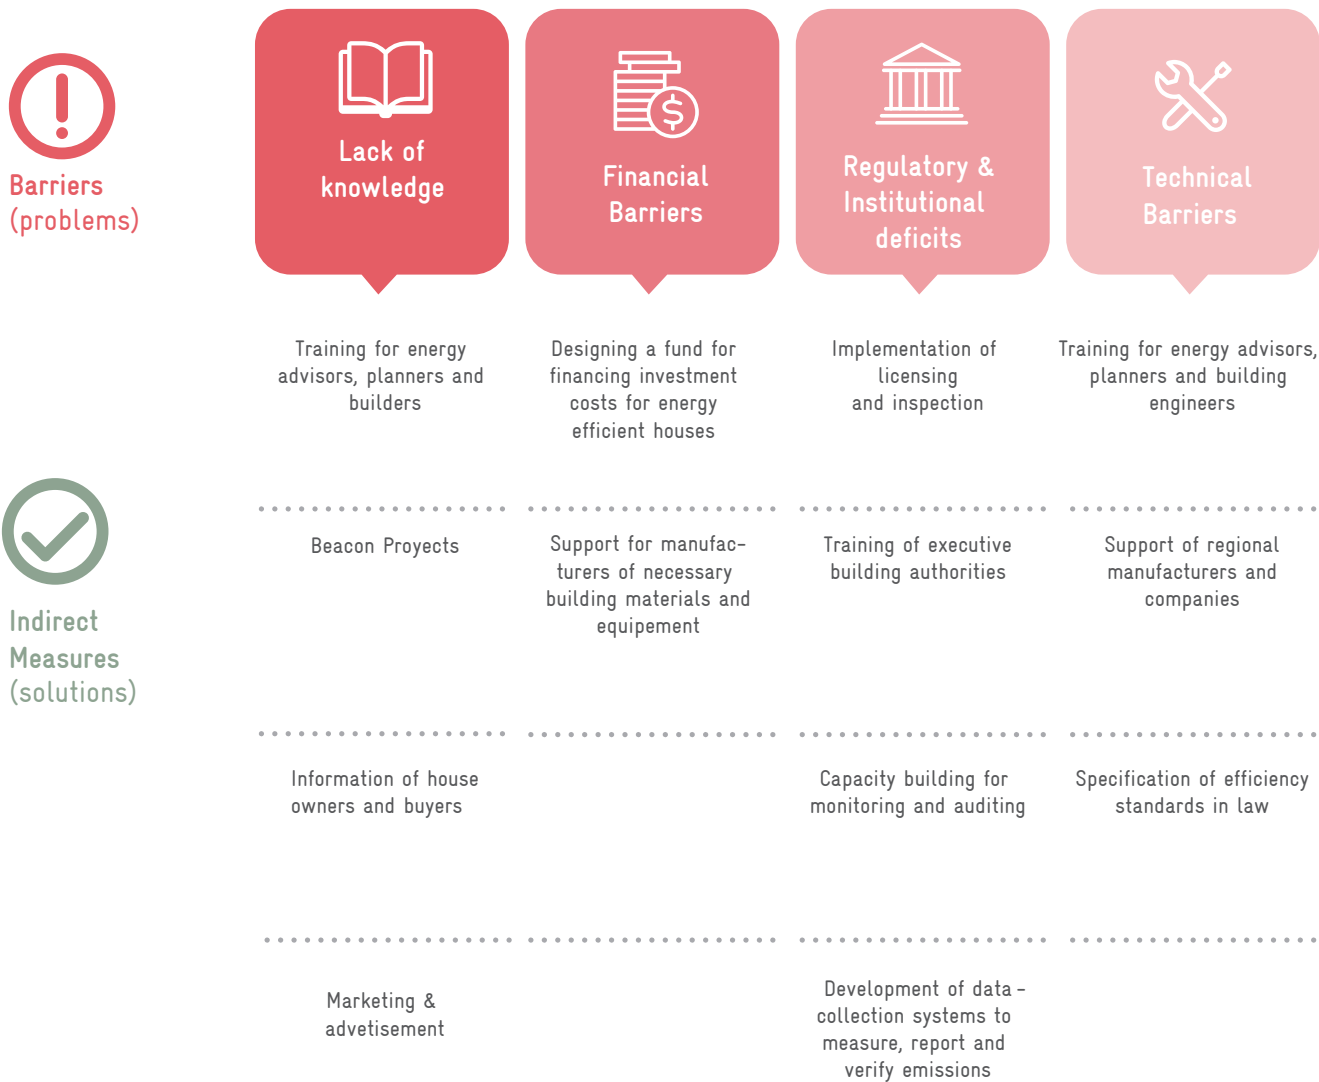 Barriers
(problems)
Lack of
knowledge
Financial
Barriers
Regulatory &
Institutional
deficits
Technical
Barriers
Indirect
Measures
(solutions)
Training for energy
advisors, planners and
builders
Designing a fund for
financing investment
costs for energy
efficient houses
Implementation of
licensing
and inspection
Training for energy advisors,
planners and building
engineers
Beacon Proyects
Support for manufac-
turers of necessary
building materials and
equipement
Training of executive
building authorities
Support of regional
manufacturers and
companies
Information of house
owners and buyers
Capacity building for
monitoring and auditing
Specification of efficiency
standards in law
Marketing &
advetisement
Development of data-
collection systems to
measure, report and
verify emissions